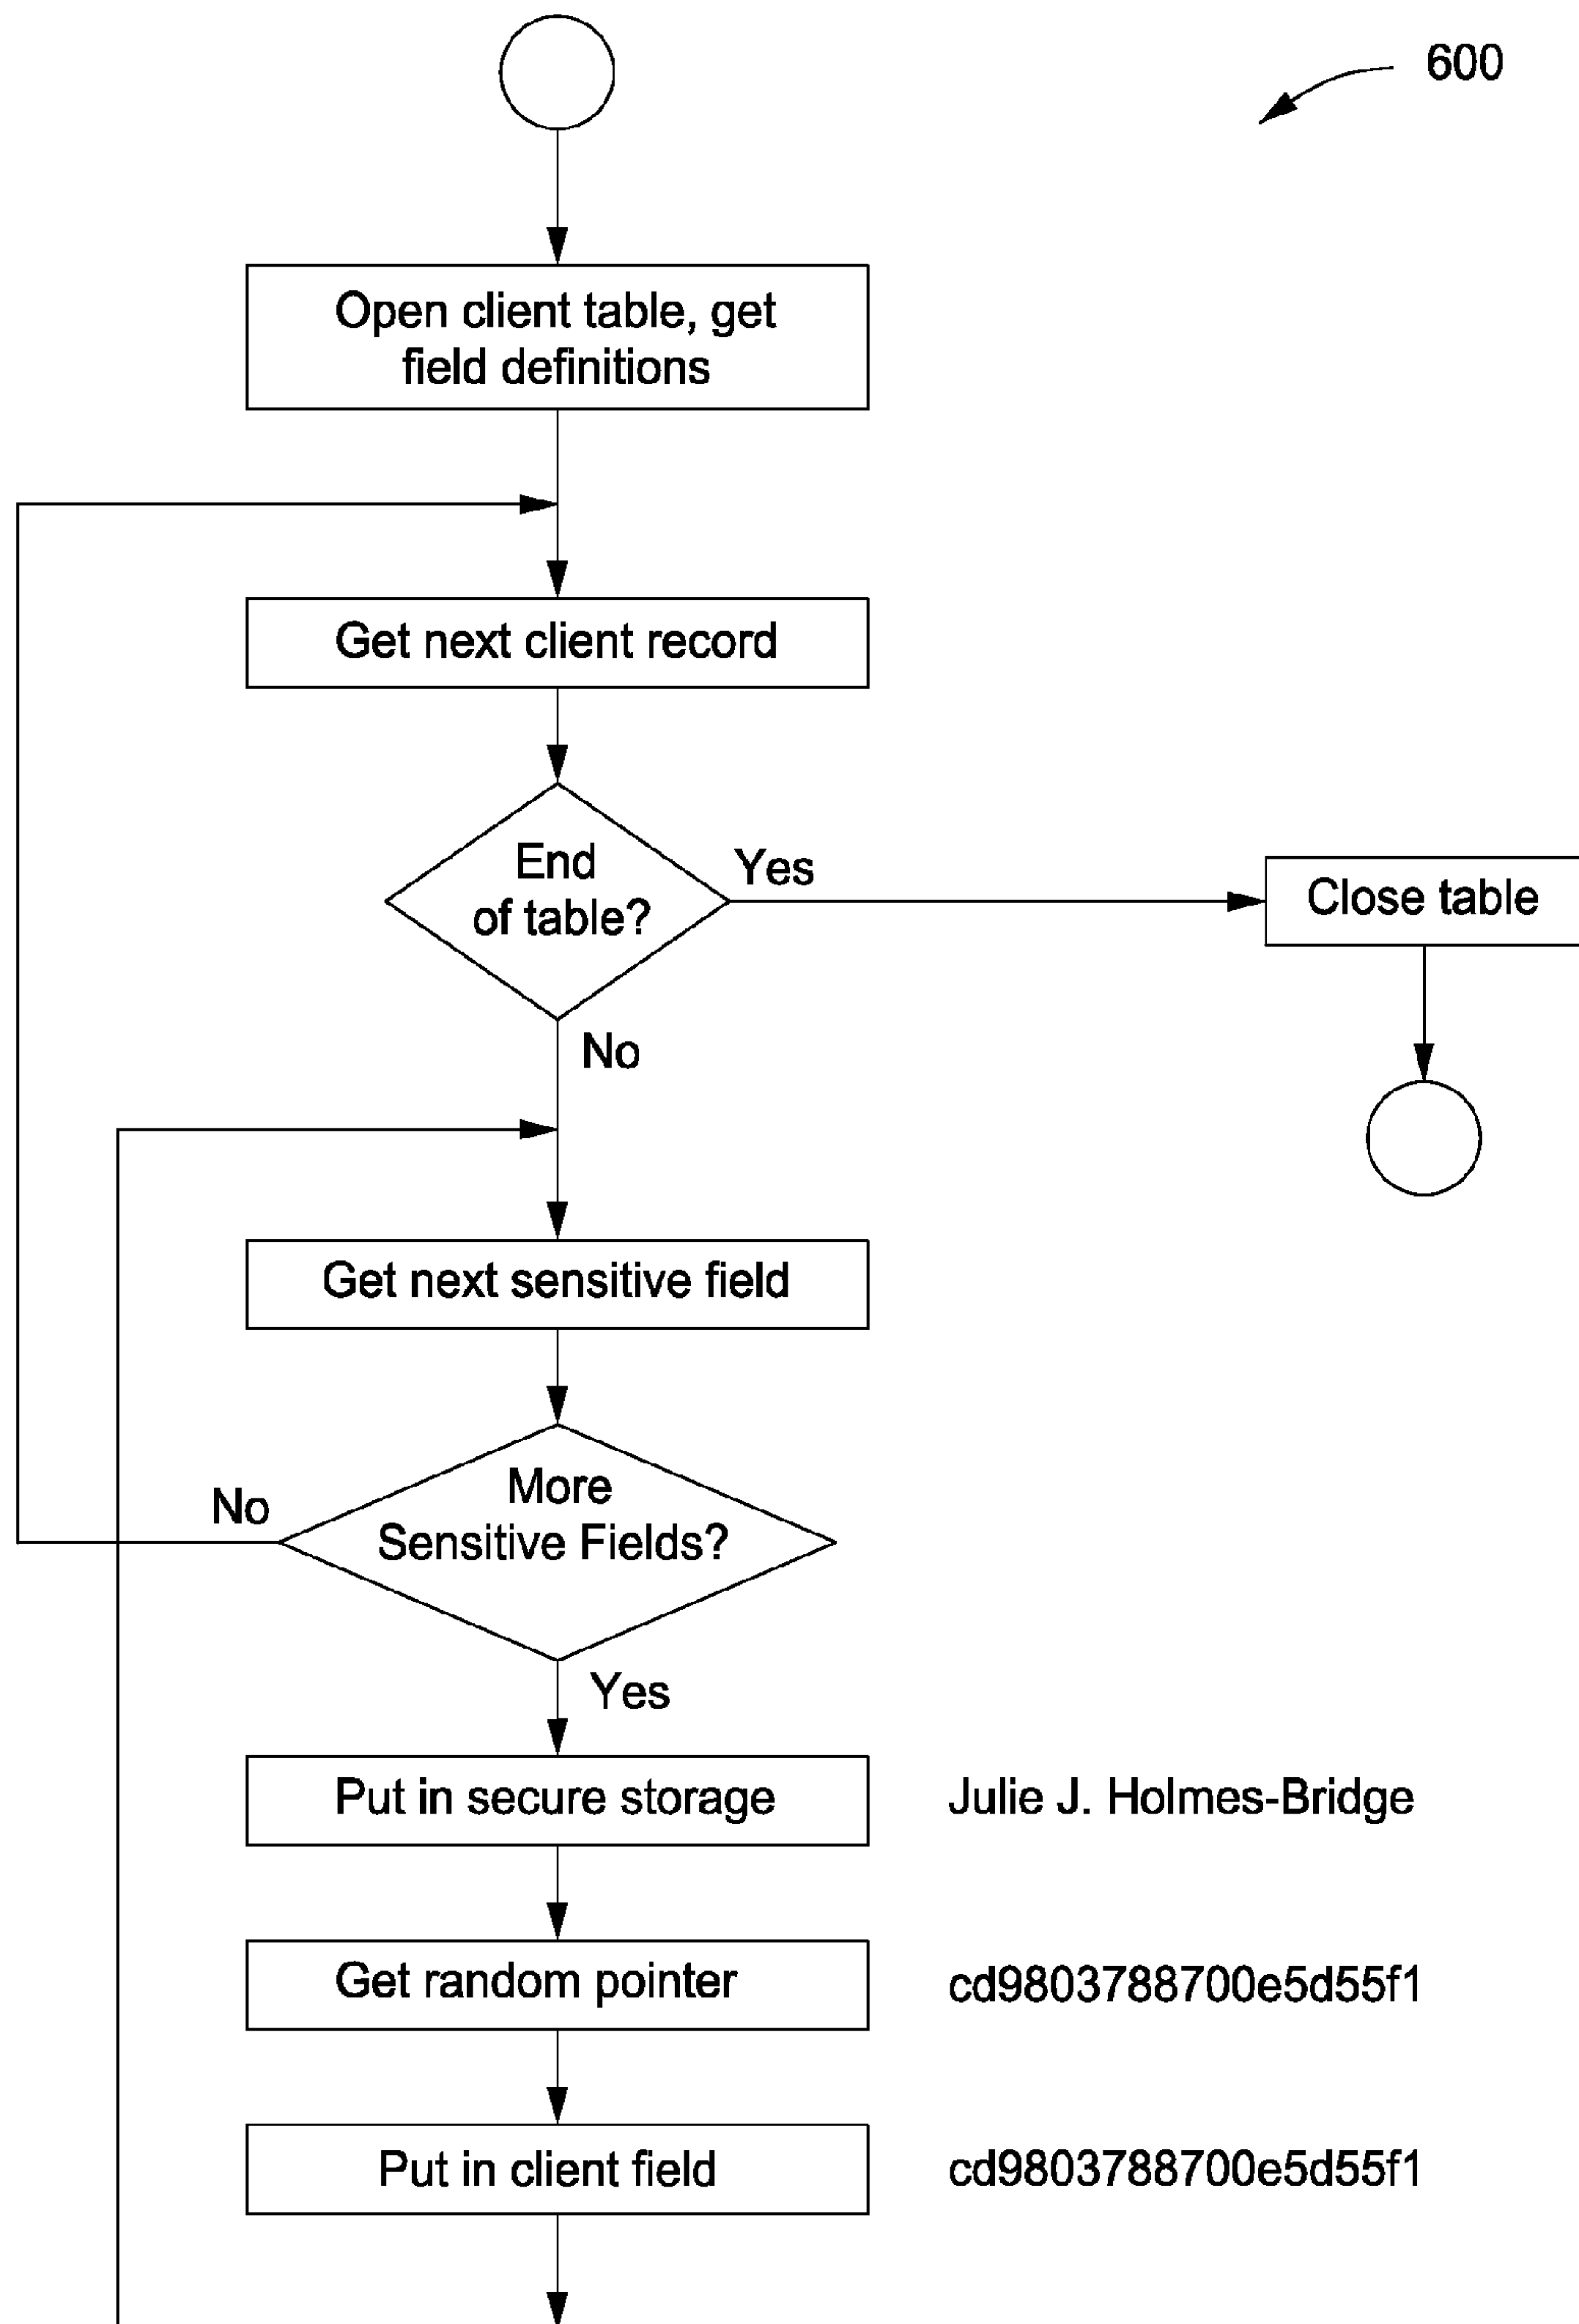 600
Open client table, get
field definitions
Get next client record
End
of table?
Yes
Close table
No
Get next sensitive field
More
Sensitive Fields?
No
Yes
Put in secure storage
Julie J. Holmes-Bridge
Get random pointer
cd9803788700e5d55f1
Put in client field
cd9803788700e5d55f1